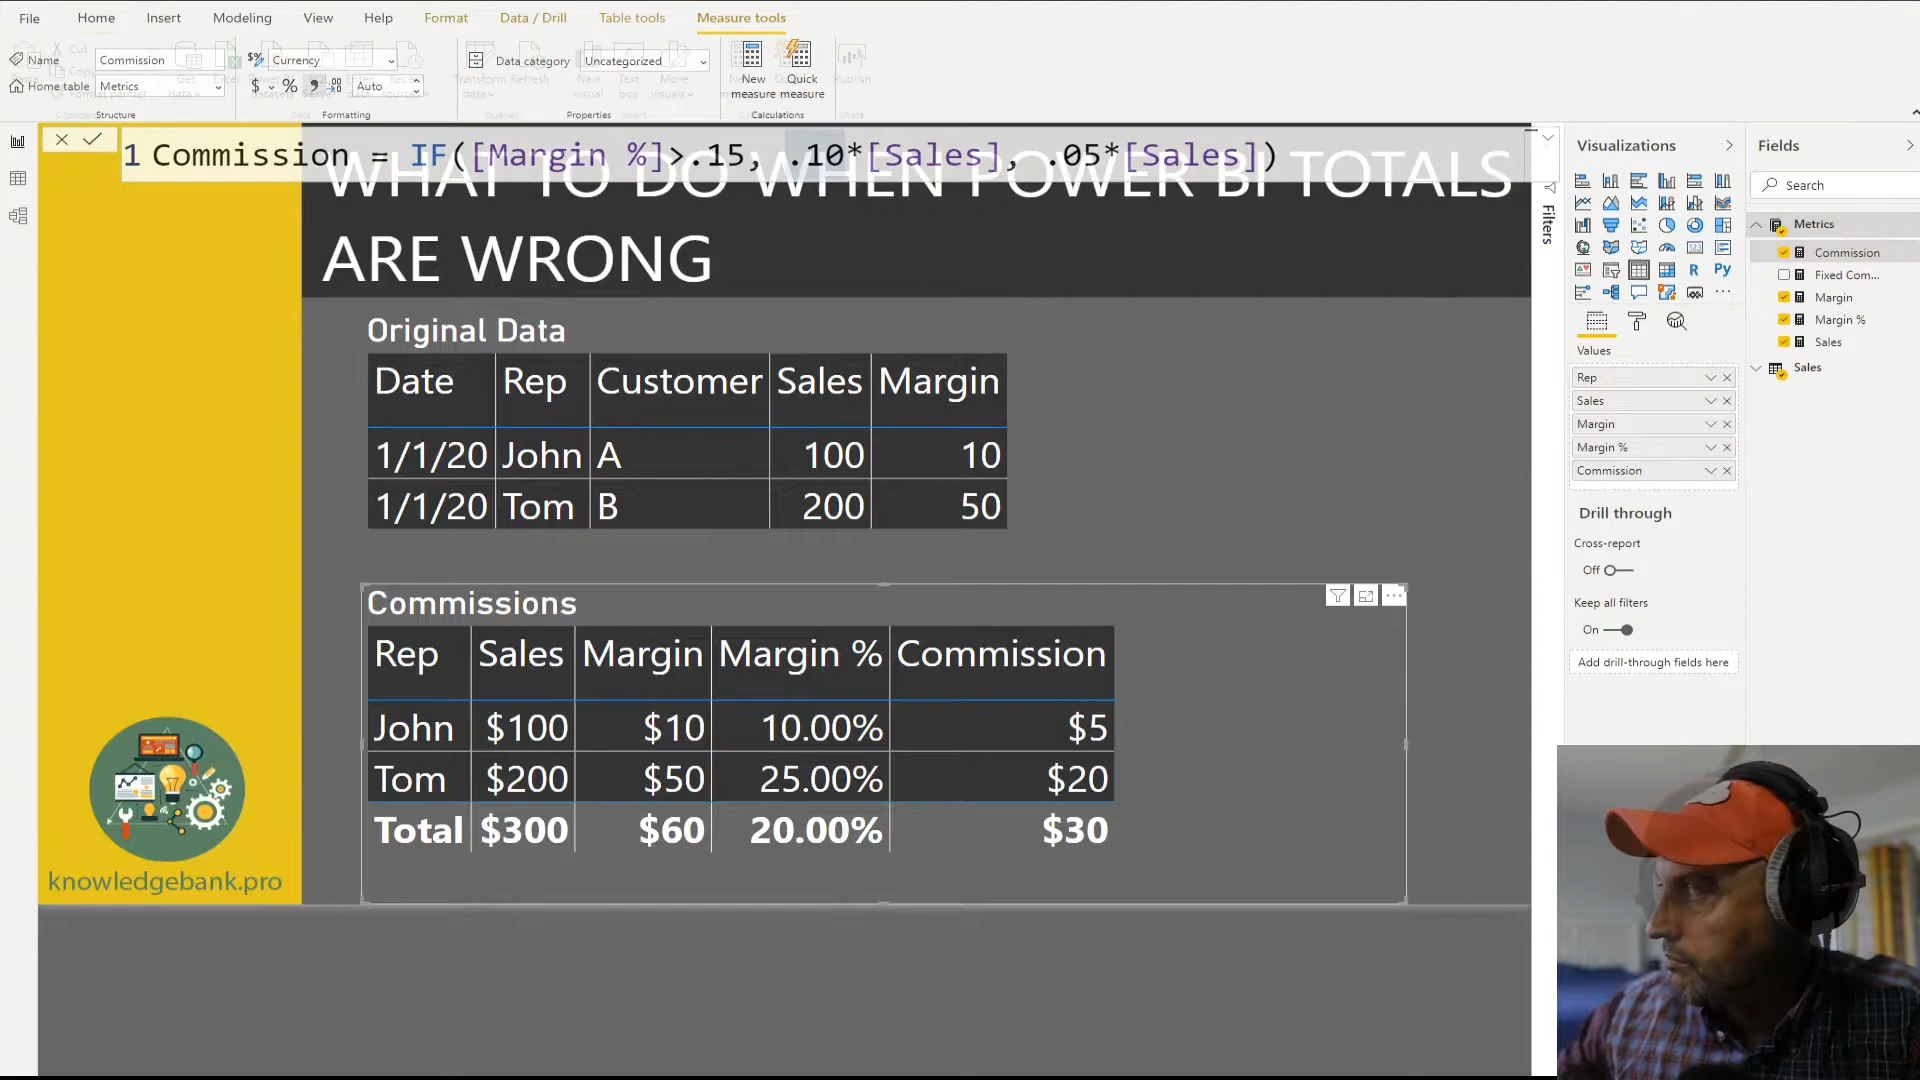 File Home Insert Modeling View Help Format Data / Drill Table tools Measure tools
Name Commission
Home table Metrics
Structure
Currency
$ % Auto
Formatting
Data category Uncategorized
Properties
New measure
Quick measure
Calculations
1 Commission = IF([Margin %]>.15, .10*[Sales], .05*[Sales])
WHAT TO DO WHEN POWER BI TOTALS
ARE WRONG
Original Data
Date Rep Customer Sales Margin
1/1/20 John A 100 10
1/1/20 Tom B 200 50
Commissions
Rep Sales Margin Margin % Commission
John $100 $10 10.00% $5
Tom $200 $50 25.00% $20
Total $300 $60 20.00% $30
knowledgebank.pro
Filters
Visualizations
R Py
Values
Rep
Sales
Margin
Margin %
Commission
Drill through
Cross-report
Off
Keep all filters
On
Add drill-through fields here
Fields
Search
Metrics
Commission
Fixed Com...
Margin
Margin %
Sales
Sales